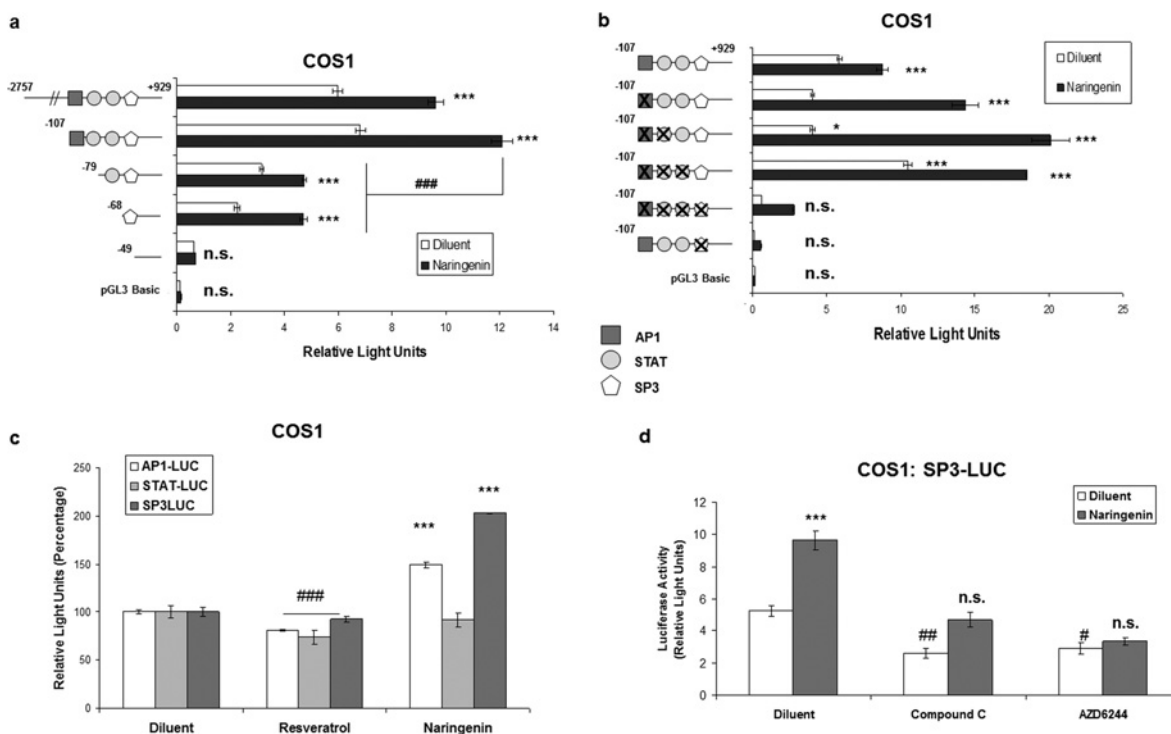 a
COS1
-2757
+929
***
-107
***
-79
***
###
-68
***
-49
n.s.
pGL3 Basic
n.s.
Diluent
Naringenin
0 2 4 6 8 10 12 14
Relative Light Units
b
COS1
-107
+929
***
-107
***
-107
*
***
-107
***
***
-107
n.s.
-107
n.s.
pGL3 Basic
n.s.
Diluent
Naringenin
0 5 10 15 20 25
Relative Light Units
AP1
STAT
SP3
c
COS1
AP1-LUC
STAT-LUC
SP3LUC
Relative Light Units (Percentage)
250
200
150
100
50
0
###
***
***
Diluent Resveratrol Naringenin
d
COS1: SP3-LUC
Diluent
Naringenin
Luciferase Activity
(Relative Light Units)
12
10
8
6
4
2
0
***
##
n.s.
#
n.s.
Diluent Compound C AZD6244